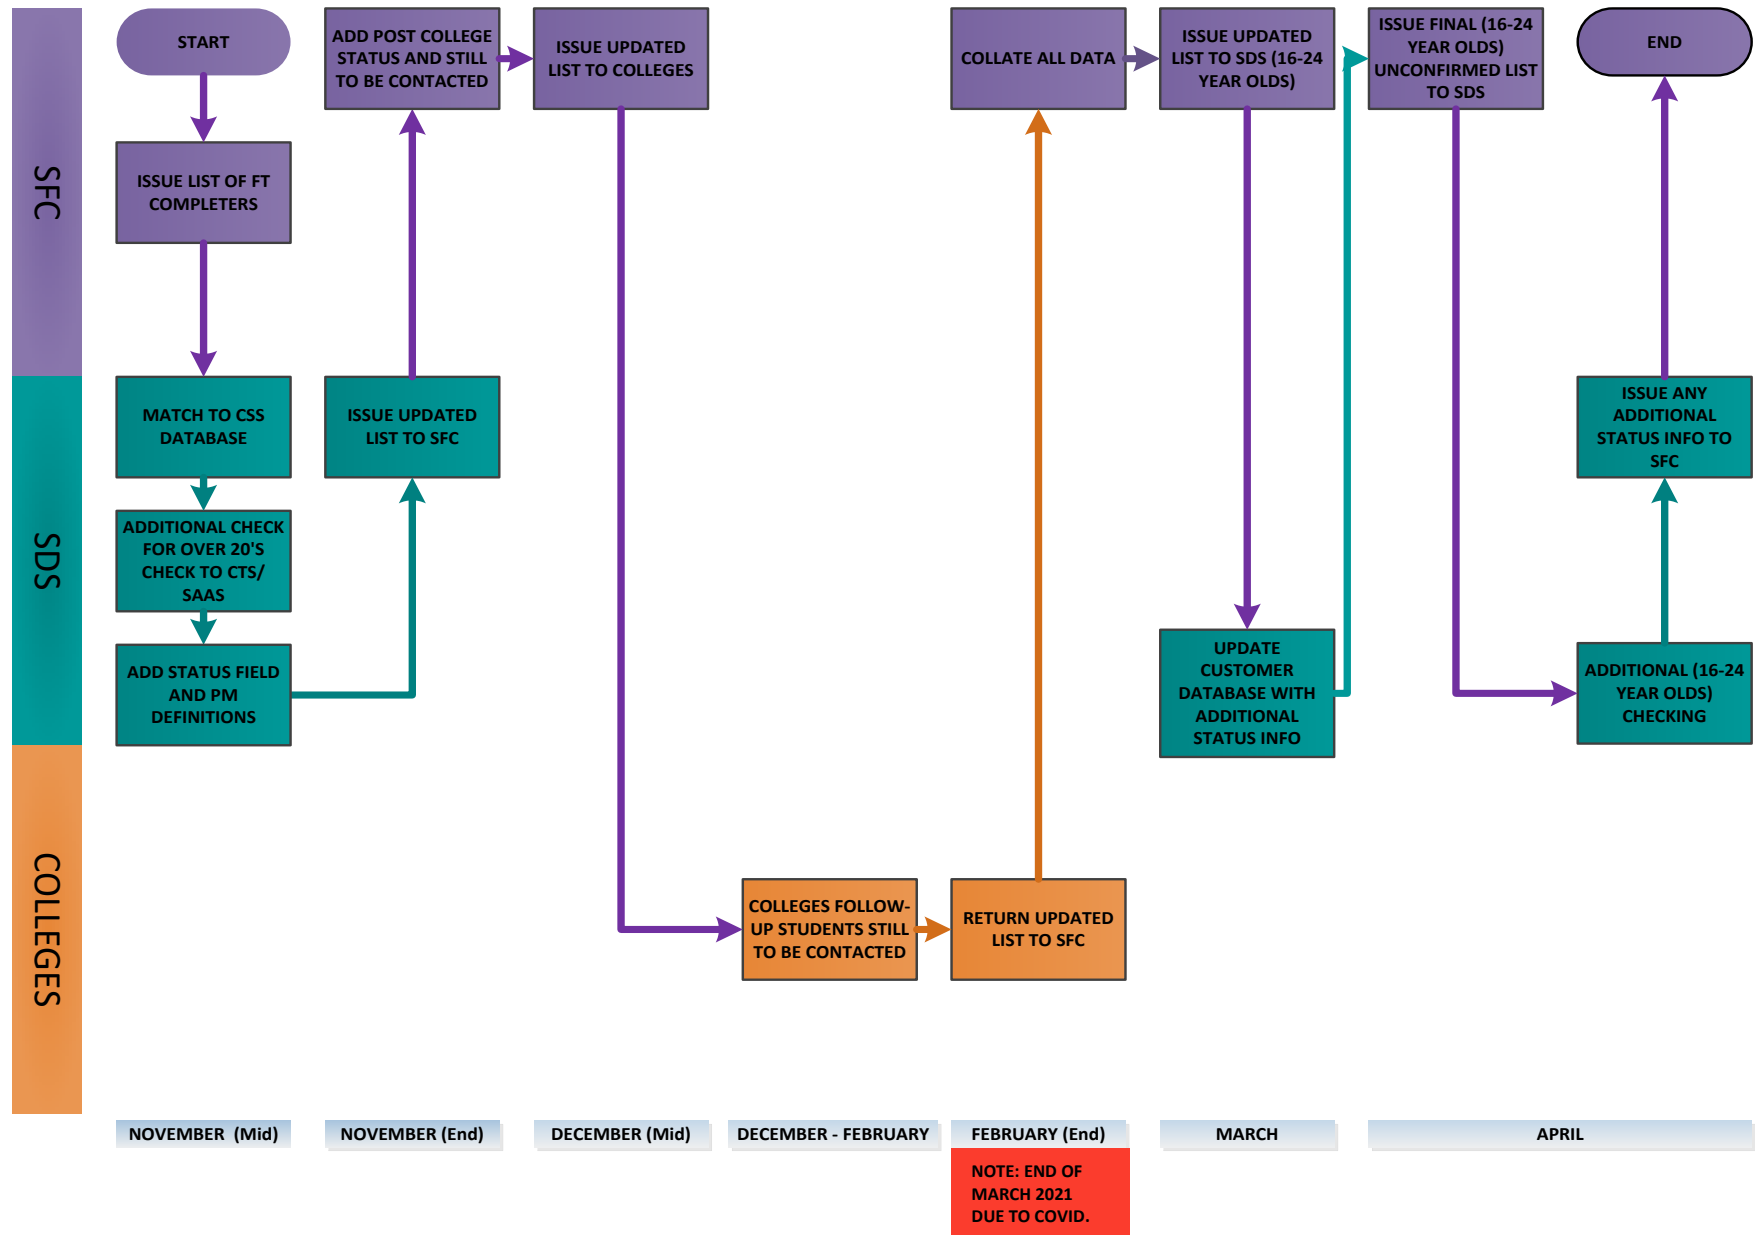 SFC
SDS
COLLEGES
START
ISSUE LIST OF FT
COMPLETERS
MATCH TO CSS
DATABASE
ADDITIONAL CHECK
FOR OVER 20'S
CHECK TO CTS/
SAAS
ADD STATUS FIELD
AND PM
DEFINITIONS
ISSUE UPDATED
LIST TO SFC
ADD POST COLLEGE
STATUS AND STILL
TO BE CONTACTED
ISSUE UPDATED
LIST TO COLLEGES
COLLEGES FOLLOW-
UP STUDENTS STILL
TO BE CONTACTED
RETURN UPDATED
LIST TO SFC
COLLATE ALL DATA
ISSUE UPDATED
LIST TO SDS (16-24
YEAR OLDS)
UPDATE
CUSTOMER
DATABASE WITH
ADDITIONAL
STATUS INFO
ISSUE FINAL (16-24
YEAR OLDS)
UNCONFIRMED LIST
TO SDS
ADDITIONAL (16-24
YEAR OLDS)
CHECKING
ISSUE ANY
ADDITIONAL
STATUS INFO TO
SFC
END
NOVEMBER (Mid)
NOVEMBER (End)
DECEMBER (Mid)
DECEMBER - FEBRUARY
FEBRUARY (End)
MARCH
APRIL
NOTE: END OF
MARCH 2021
DUE TO COVID.